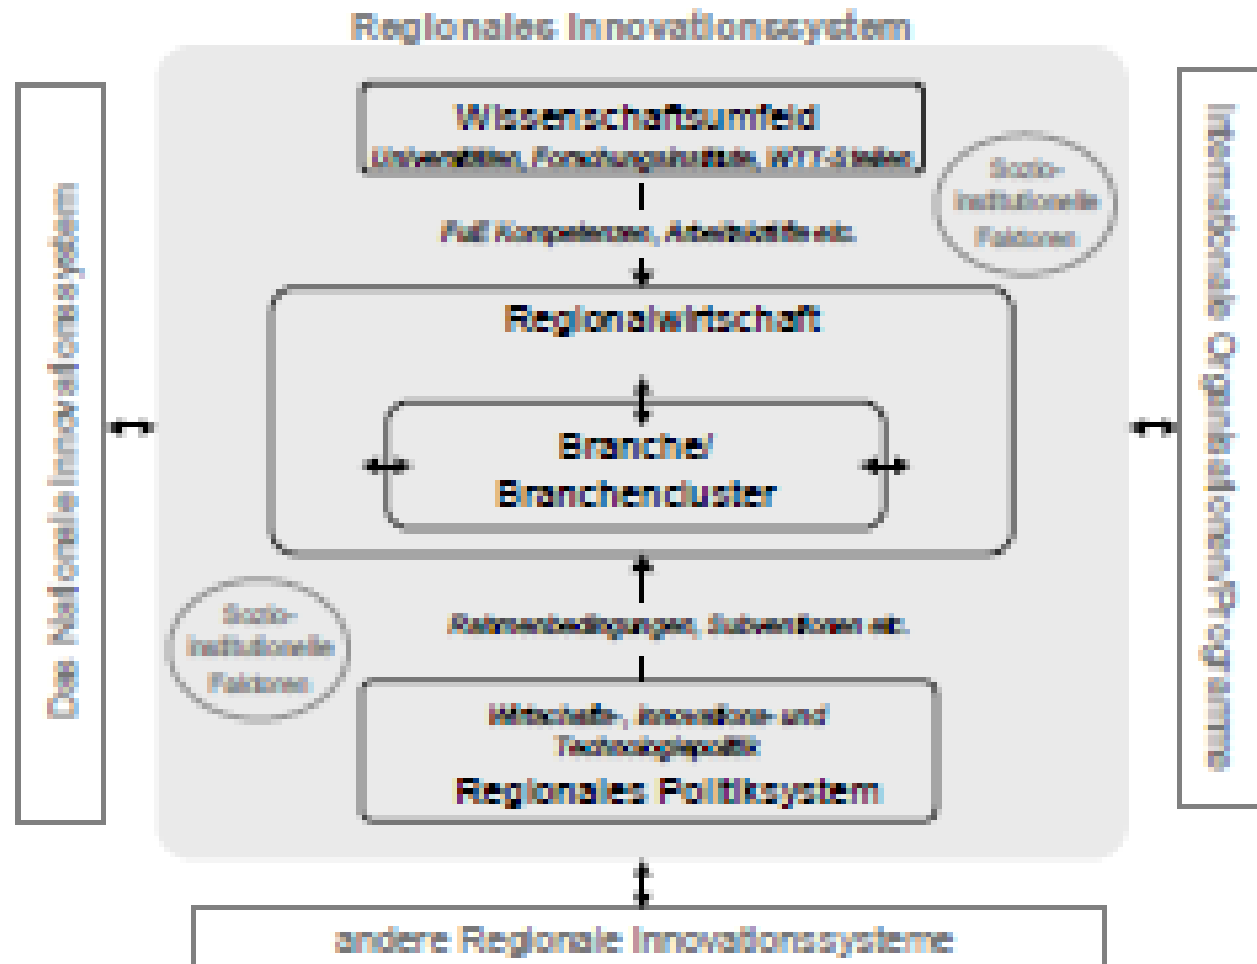 Regionales Innovationssystem
Wissenschaftsumfeld
Universitäten, Forschungsinstitute, WTT-Stellen
Sozio-
institutionelle
Faktoren
FuE Kompetenzen, Arbeitskräfte etc.
Regionalwirtschaft
Branche/
Branchencluster
Das Nationale Innovationssystem
Internationale Organisationen/Programme
Sozio-
institutionelle
Faktoren
Rahmenbedingungen, Subventionen etc.
Wirtschafts-, Innovations- und
Technologiepolitik
Regionales Politiksystem
andere Regionale Innovationssysteme